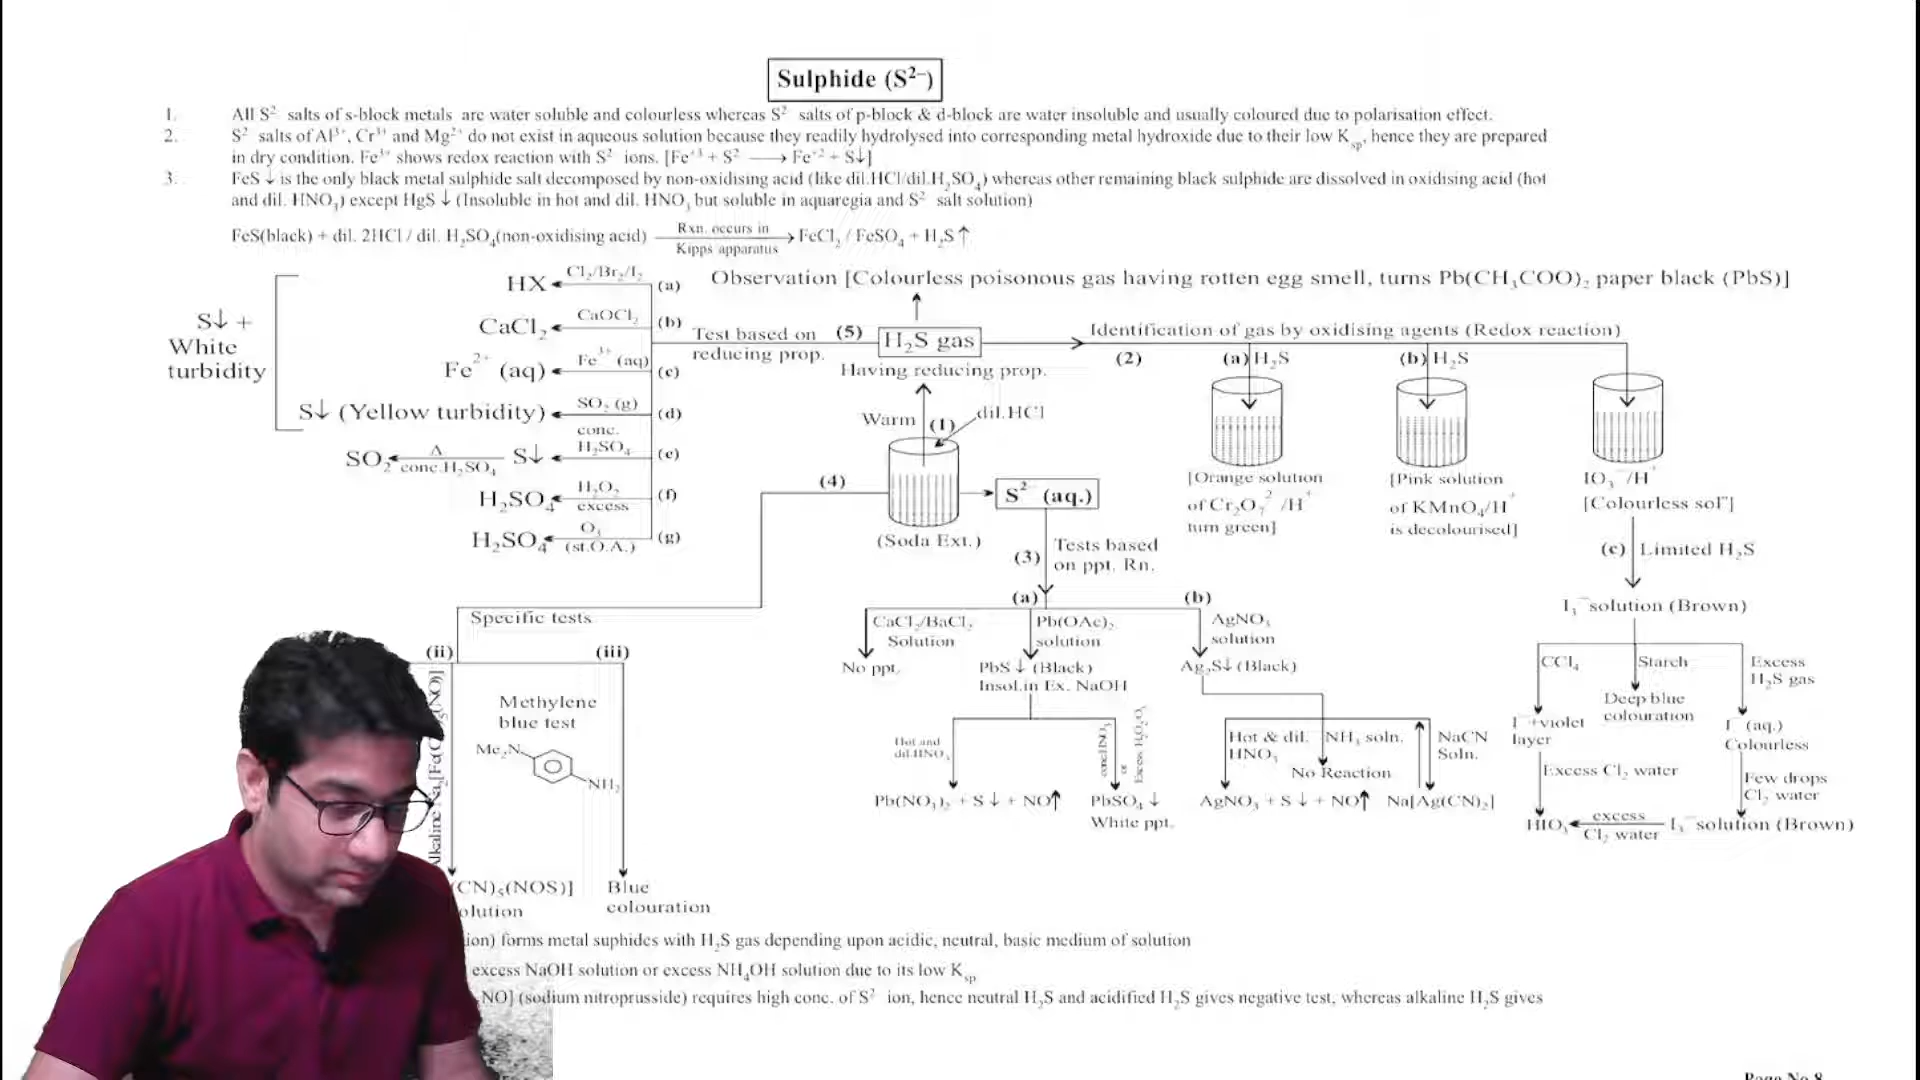 Sulphide (S²⁻)
1. All S²⁻ salts of s-block metals are water soluble and colourless whereas S²⁻ salts of p-block & d-block are water insoluble and usually coloured due to polarisation effect.
2. S²⁻ salts of Al³⁺, Cr³⁺ and Mg²⁺ do not exist in aqueous solution because they readily hydrolysed into corresponding metal hydroxide due to their low Kₛₚ, hence they are prepared
in dry condition. Fe³⁺ shows redox reaction with S²⁻ ions. [Fe⁺³ + S²⁻ ⟶ Fe⁺² + S↓]
3. FeS ↓ is the only black metal sulphide salt decomposed by non-oxidising acid (like dil.HCl/dil.H₂SO₄) whereas other remaining black sulphide are dissolved in oxidising acid (hot
and dil. HNO₃) except HgS ↓ (Insoluble in hot and dil. HNO₃ but soluble in aquaregia and S²⁻ salt solution)
FeS(black) + dil. 2HCl / dil. H₂SO₄(non-oxidising acid) Rxn. occurs in Kipps apparatus → FeCl₂ / FeSO₄ + H₂S↑
Observation [Colourless poisonous gas having rotten egg smell, turns Pb(CH₃COO)₂ paper black (PbS)]
S↓ +
White
turbidity
HX ← Cl₂/Br₂/I₂ (a)
CaCl₂ ← CaOCl₂ (b)
Fe²⁺ (aq) ← Fe³⁺ (aq) (c)
S↓ (Yellow turbidity) ← SO₂ (g) (d)
SO₂ ← Δ conc.H₂SO₄ S↓ ← conc. H₂SO₄ (e)
H₂SO₄ ← H₂O₂ excess (f)
H₂SO₄ ← O₃ (st.O.A.) (g)
Test based on (5)
reducing prop.
H₂S gas
Having reducing prop.
Warm (1) dil.HCl
(Soda Ext.)
S²⁻ (aq.)
(4)
Identification of gas by oxidising agents (Redox reaction)
(2) (a) H₂S (b) H₂S
[Orange solution
of Cr₂O₇²⁻/H⁺
turn green]
[Pink solution
of KMnO₄/H⁺
is decolourised]
IO₃⁻/H⁺
[Colourless solⁿ]
(c) Limited H₂S
I₃⁻ solution (Brown)
CCl₄ Starch Excess
H₂S gas
Deep blue
colouration
I⁻+violet
layer
I⁻ (aq.)
Colourless
Excess Cl₂ water
Few drops
Cl₂ water
HIO₃ ← excess Cl₂ water I₃⁻ solution (Brown)
(3) Tests based
on ppt. Rn.
(a) (b)
CaCl₂/BaCl₂
Solution
Pb(OAc)₂
solution
AgNO₃
solution
No ppt.
PbS ↓ (Black)
Insol.in Ex. NaOH
Ag₂S↓ (Black)
Hot and
dil.HNO₃
conc.HNO₃
or
Excess H₂O₂/O₃
Pb(NO₃)₂ + S ↓ + NO↑
PbSO₄ ↓
White ppt.
Hot & dil.
HNO₃
NH₃ soln.
No Reaction
NaCN
Soln.
AgNO₃ + S ↓ + NO↑
Na[Ag(CN)₂]
Specific tests
(ii) (iii)
Methylene
blue test
Me₂N
NH₂
(CN)₅(NOS)]
olution
Blue
colouration
ion) forms metal suphides with H₂S gas depending upon acidic, neutral, basic medium of solution
excess NaOH solution or excess NH₄OH solution due to its low Kₛₚ
NO] (sodium nitroprusside) requires high conc. of S²⁻ ion, hence neutral H₂S and acidified H₂S gives negative test, whereas alkaline H₂S gives
Page No.8